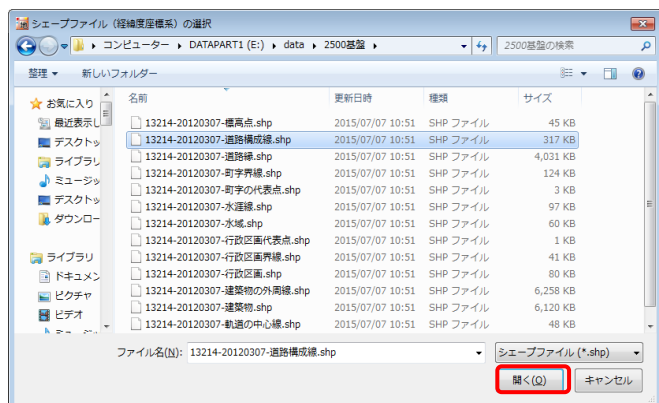 シェープファイル（経緯度座標系）の選択
コンピューター ▸ DATAPART1 (E:) ▸ data ▸ 2500基盤 ▸
2500基盤の検索
整理 ▼ 新しいフォルダー
お気に入り
最近表示し
デスクトッ
ライブラリ
ミュージッ
デスクトッ
ダウンロー
ライブラリ
ドキュメン
ピクチャ
ビデオ
名前 更新日時 種類 サイズ
13214-20120307-標高点.shp 2015/07/07 10:51 SHP ファイル 45 KB
13214-20120307-道路構成線.shp 2015/07/07 10:51 SHP ファイル 317 KB
13214-20120307-道路縁.shp 2015/07/07 10:51 SHP ファイル 4,031 KB
13214-20120307-町字界線.shp 2015/07/07 10:51 SHP ファイル 124 KB
13214-20120307-町字の代表点.shp 2015/07/07 10:51 SHP ファイル 3 KB
13214-20120307-水涯線.shp 2015/07/07 10:51 SHP ファイル 97 KB
13214-20120307-水域.shp 2015/07/07 10:51 SHP ファイル 60 KB
13214-20120307-行政区画代表点.shp 2015/07/07 10:51 SHP ファイル 1 KB
13214-20120307-行政区画界線.shp 2015/07/07 10:51 SHP ファイル 41 KB
13214-20120307-行政区画.shp 2015/07/07 10:51 SHP ファイル 80 KB
13214-20120307-建築物の外周線.shp 2015/07/07 10:51 SHP ファイル 6,258 KB
13214-20120307-建築物.shp 2015/07/07 10:51 SHP ファイル 6,120 KB
13214-20120307-軌道の中心線.shp 2015/07/07 10:51 SHP ファイル 48 KB
ファイル名(N): 13214-20120307-道路構成線.shp
シェープファイル (*.shp)
開く(O) キャンセル